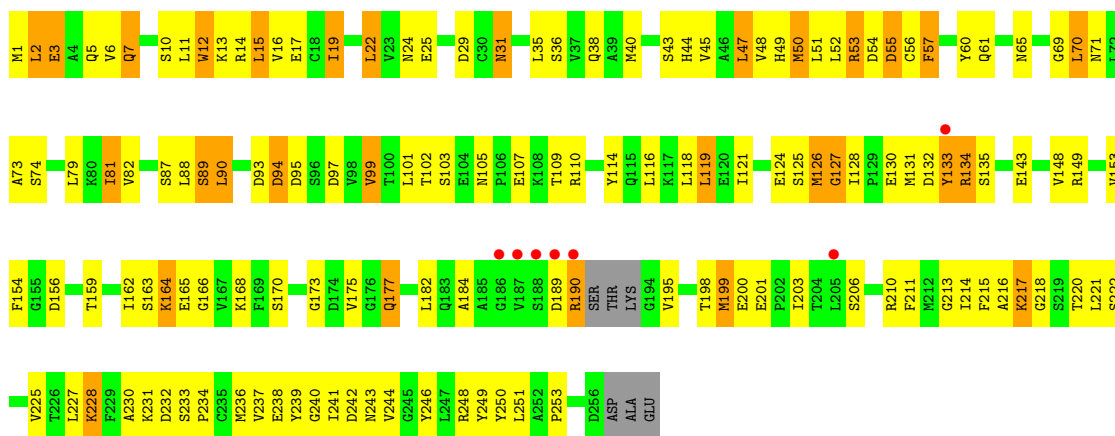 M1 L2 E3 A4 Q5 V6 Q7 S10 L11 W12 K13 R14 L15 V16 E17 C18 I19 L22 V23 N24 E25 D29 C30 N31 L35 S36 V37 Q38 A39 M40 S43 H44 V45 A46 L47 V48 H49 M50 L51 L52 R53 D54 D55 C56 F57 Y60 Q61 N65 G69 L70 N71
A73 S74 L79 K80 I81 V82 S87 L88 S89 L90 D93 D94 D95 S96 D97 V98 V99 T100 L101 T102 S103 E104 N105 P106 E107 K108 T109 R110 Y114 Q115 L116 K117 L118 L119 E120 I121 E124 S125 M126 G127 I128 P129 E130 M131 D132 Y133 R134 S135 E143 V148 R149
F154 G155 D156 T159 I162 S163 K164 E165 G166 V167 K168 F169 S170 G173 D174 V175 G176 Q177 L182 Q183 A184 A185 G186 V187 S188 D189 R190 SER THR LYS G194 V195 T198 M199 E200 E201 P202 I203 T204 L205 S206 R210 F211 M212 G213 I214 F215 A216 K217 G218 S219 T220 L221
V225 T226 L227 K228 F229 A230 K231 D232 S233 P234 C235 M236 V237 E238 Y239 G240 I241 D242 N243 V244 G245 Y246 L247 R248 Y249 Y250 L251 A252 P253 D256 ASP ALA GLU